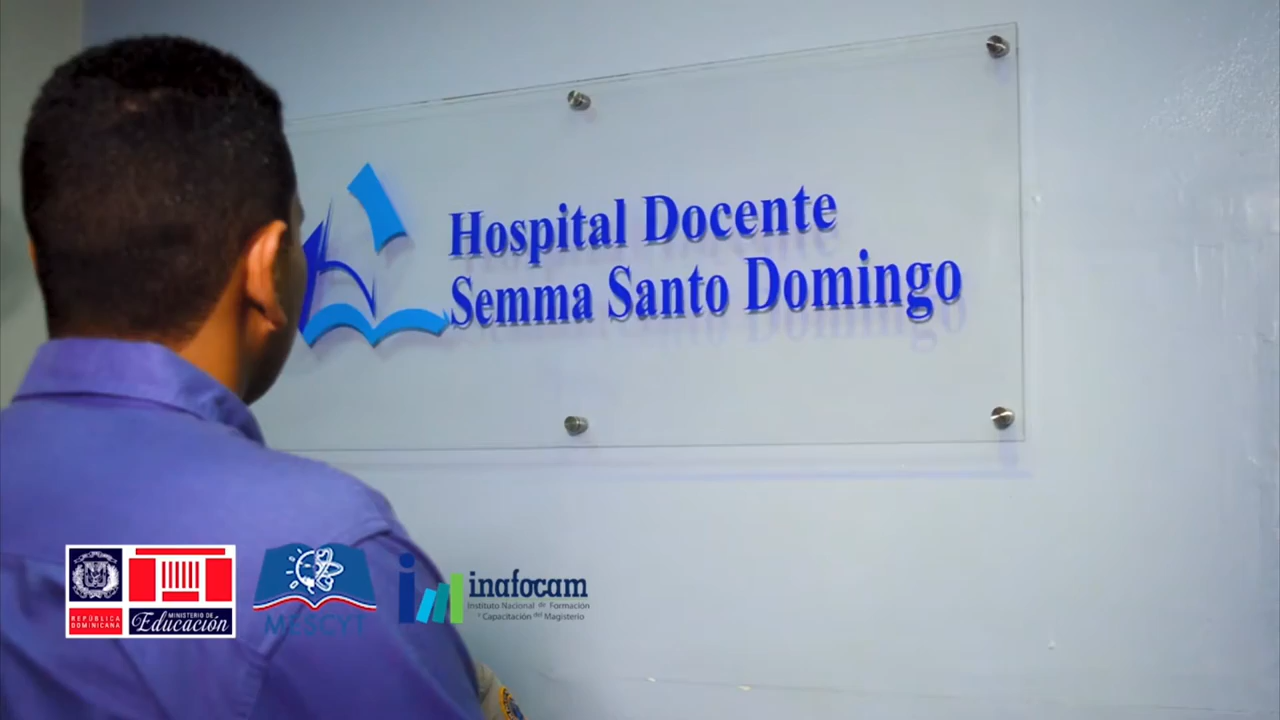 Hospital Docente
Semma Santo Domingo
REPÚBLICA
DOMINICANA
MINISTERIO DE
Educación
MESCYT
inafocam
Instituto Nacional de Formación
y Capacitación del Magisterio